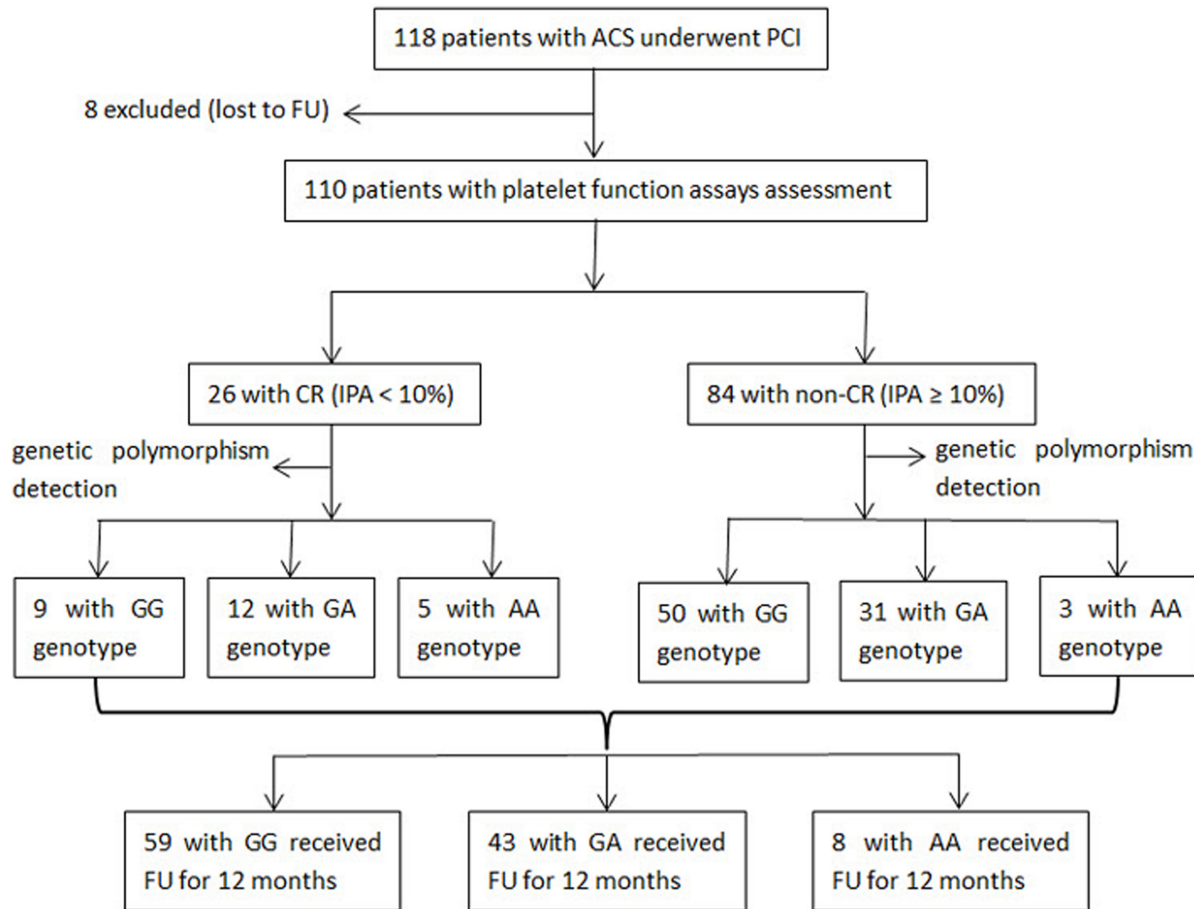 118 patients with ACS underwent PCI
8 excluded (lost to FU)
110 patients with platelet function assays assessment
26 with CR (IPA < 10%)
84 with non-CR (IPA ≥ 10%)
genetic polymorphism
detection
genetic polymorphism
detection
9 with GG
genotype
12 with GA
genotype
5 with AA
genotype
50 with GG
genotype
31 with GA
genotype
3 with AA
genotype
59 with GG received
FU for 12 months
43 with GA received
FU for 12 months
8 with AA received
FU for 12 months